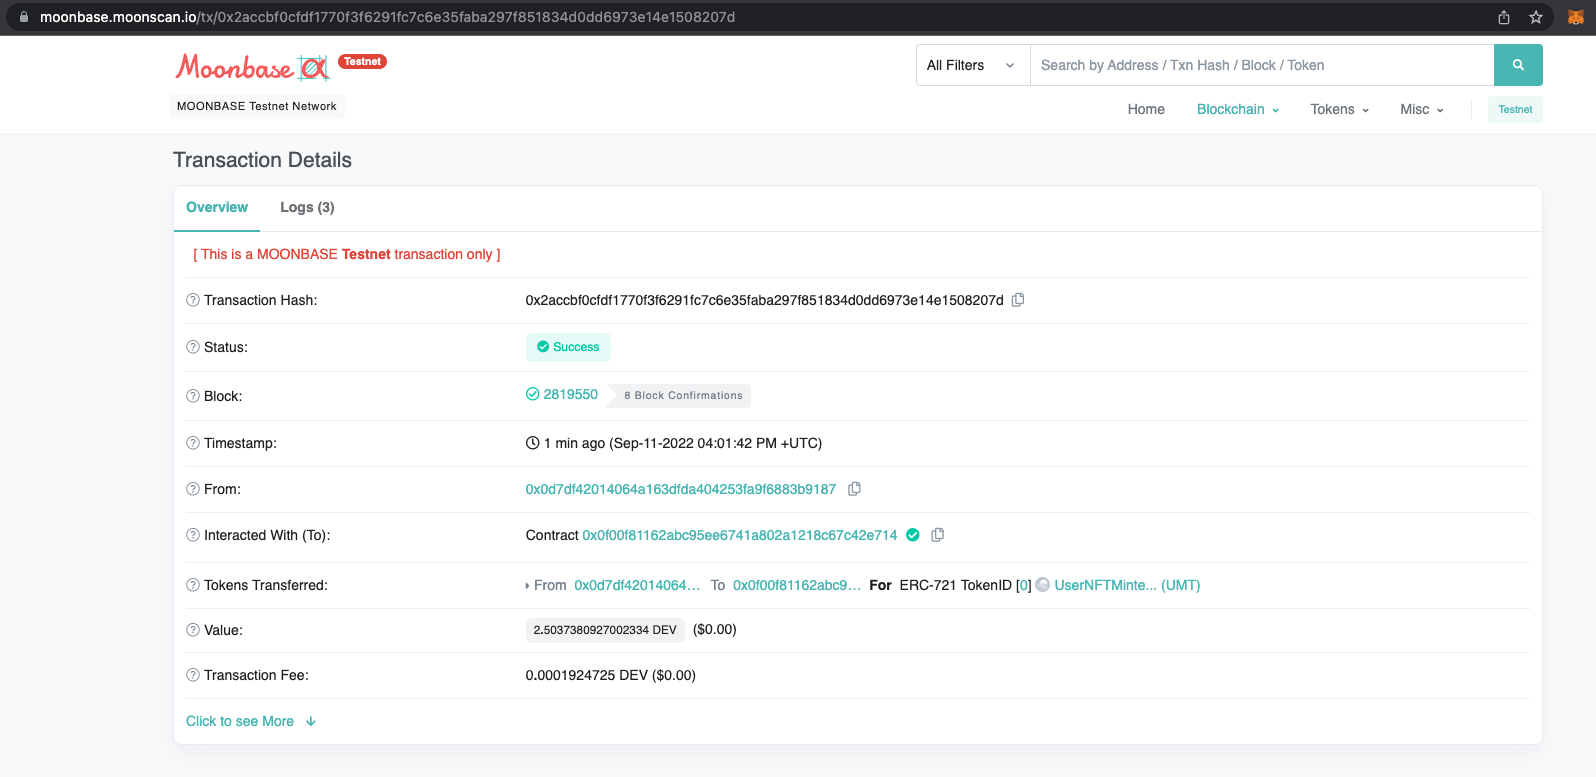 moonbase.moonscan.io/tx/0x2accbf0cfdf1770f3f6291fc7c6e35faba297f851834d0dd6973e14e1508207d
Moonbase α Testnet
All Filters Search by Address / Txn Hash / Block / Token
MOONBASE Testnet Network
Home Blockchain Tokens Misc Testnet
Transaction Details
Overview Logs (3)
[ This is a MOONBASE Testnet transaction only ]
Transaction Hash: 0x2accbf0cfdf1770f3f6291fc7c6e35faba297f851834d0dd6973e14e1508207d
Status: Success
Block: 2819550 8 Block Confirmations
Timestamp: 1 min ago (Sep-11-2022 04:01:42 PM +UTC)
From: 0x0d7df42014064a163dfda404253fa9f6883b9187
Interacted With (To): Contract 0x0f00f81162abc95ee6741a802a1218c67c42e714
Tokens Transferred: From 0x0d7df42014064... To 0x0f00f81162abc9... For ERC-721 TokenID [0] UserNFTMinte... (UMT)
Value: 2.5037380927002334 DEV ($0.00)
Transaction Fee: 0.0001924725 DEV ($0.00)
Click to see More